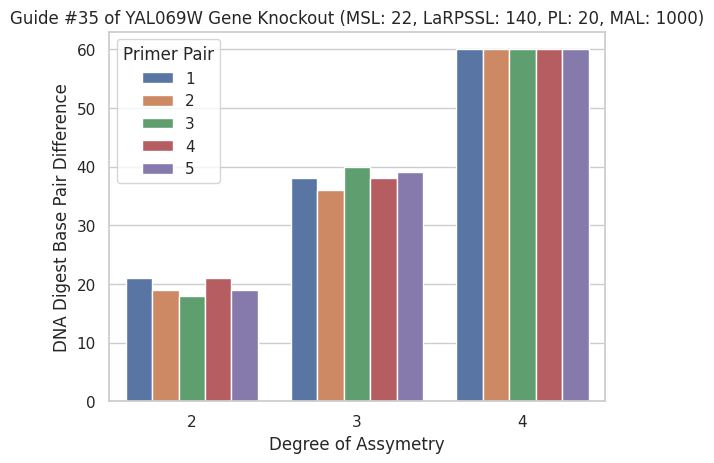 Guide #35 of YAL069W Gene Knockout (MSL: 22, LaRPSSL: 140, PL: 20, MAL: 1000)
Primer Pair
1
2
3
4
5
DNA Digest Base Pair Difference
60
50
40
30
20
10
0
2 3 4
Degree of Assymetry